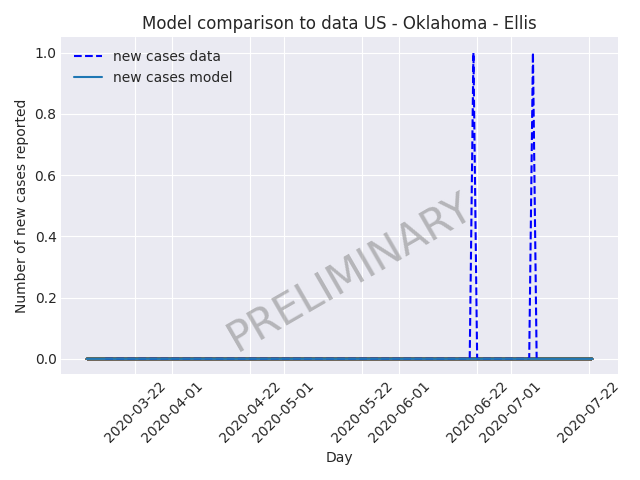 Model comparison to data US - Oklahoma - Ellis
new cases data
new cases model
Number of new cases reported
1.0
0.8
0.6
0.4
0.2
0.0
PRELIMINARY
2020-03-22
2020-04-01
2020-04-22
2020-05-01
2020-05-22
2020-06-01
2020-06-22
2020-07-01
2020-07-22
Day